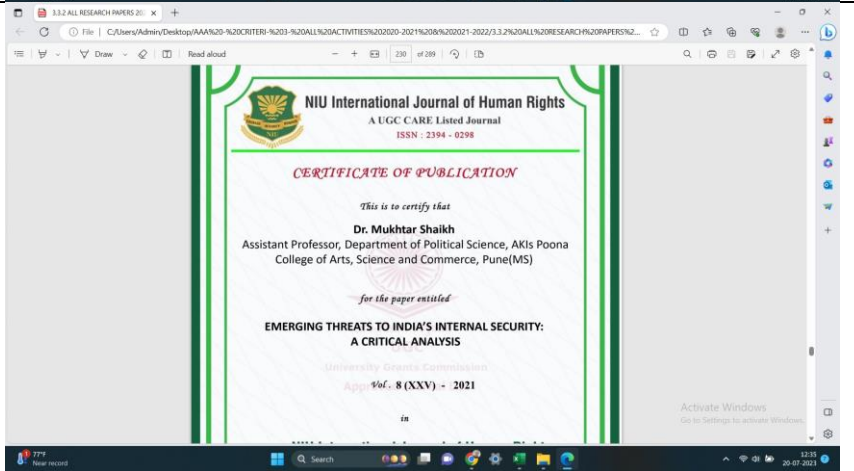 3.3.2 ALL RESEARCH PAPERS 20
File
C:/Users/Admin/Desktop/AAA%20-%20CRITERI-%203-%20ALL%20ACTIVITIES%202020-2021%20&%202021-2022/3.3.2%20ALL%20RESEARCH%20PAPERS%2...
Draw
Read aloud
230 of 289
NIU International Journal of Human Rights
A UGC CARE Listed Journal
ISSN : 2394 - 0298
CERTIFICATE OF PUBLICATION
This is to certify that
Dr. Mukhtar Shaikh
Assistant Professor, Department of Political Science, AKIs Poona
College of Arts, Science and Commerce, Pune(MS)
for the paper entitled
EMERGING THREATS TO INDIA'S INTERNAL SECURITY:
A CRITICAL ANALYSIS
UGC
University Grants Commission
Vol. 8 (XXV) - 2021
in
Activate Windows
Go to Settings to activate Windows.
77°F
Near record
Search
12:35
20-07-2023